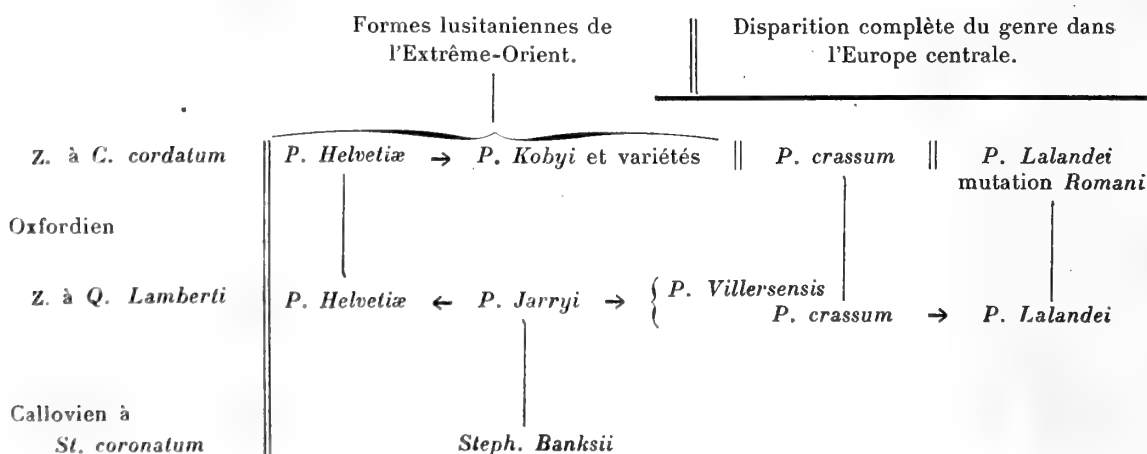 Formes lusitaniennes de
l'Extrême-Orient.
Disparition complète du genre dans
l'Europe centrale.
Z. à C. cordatum
P. Helvetiæ → P. Kobyi et variétés || P. crassum || P. Lalandei
mutation Romani
Oxfordien
Z. à Q. Lamberti
P. Helvetiæ ← P. Jarryi → { P. Villersensis
P. crassum → P. Lalandei
Callovien à
St. coronatum
Steph. Banksii